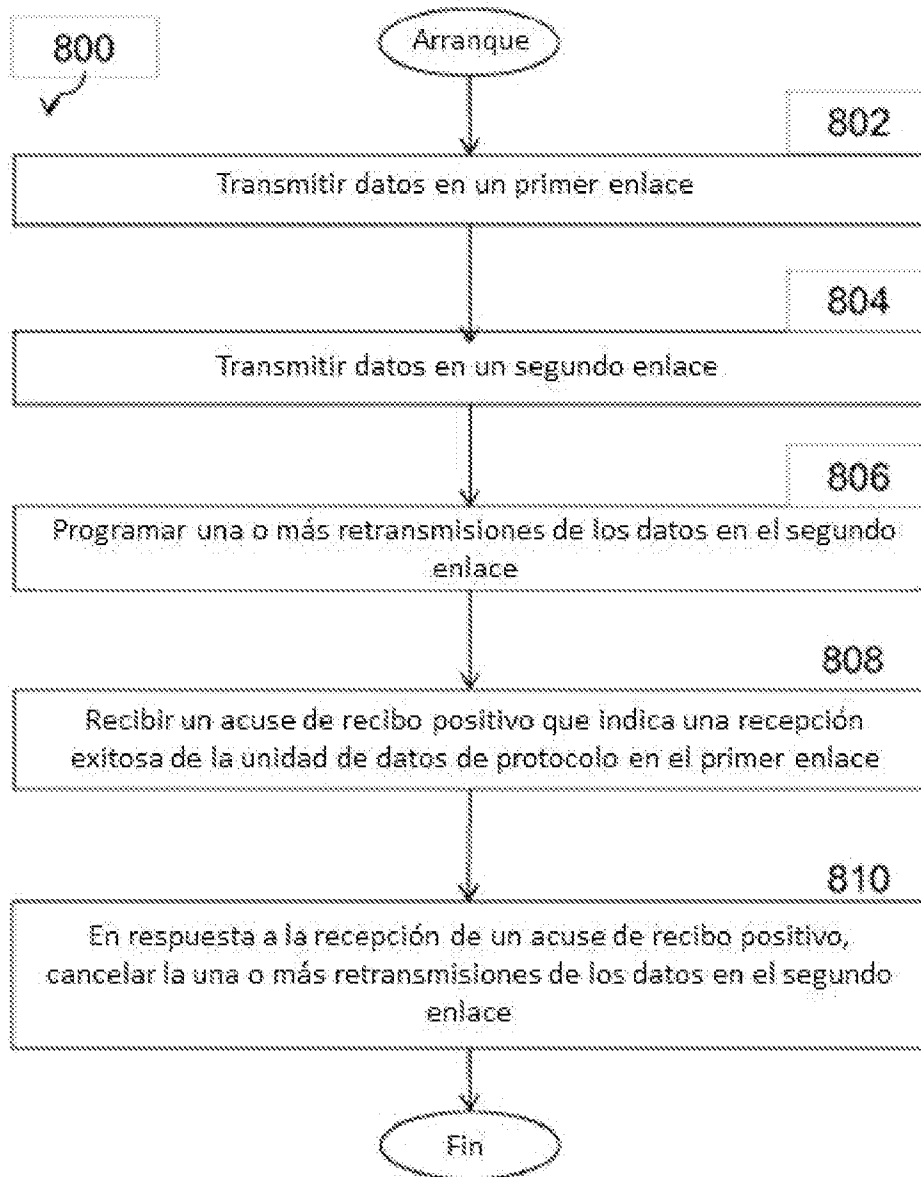 800
Arranque
802
Transmitir datos en un primer enlace
804
Transmitir datos en un segundo enlace
806
Programar una o más retransmisiones de los datos en el segundo
enlace
808
Recibir un acuse de recibo positivo que indica una recepción
exitosa de la unidad de datos de protocolo en el primer enlace
810
En respuesta a la recepción de un acuse de recibo positivo,
cancelar la una o más retransmisiones de los datos en el segundo
enlace
Fin